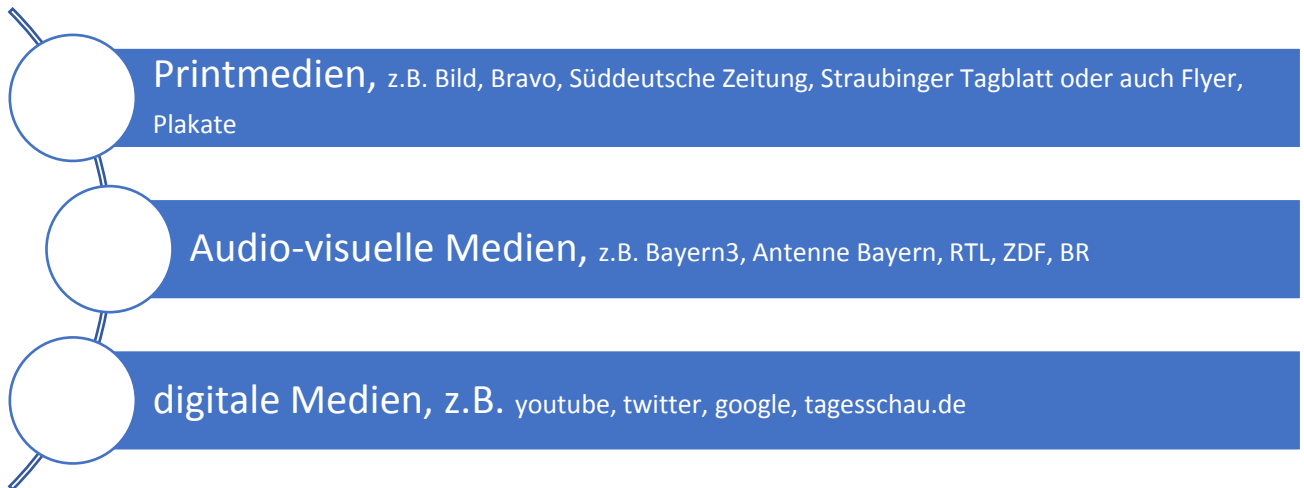 Printmedien, z.B. Bild, Bravo, Süddeutsche Zeitung, Straubinger Tagblatt oder auch Flyer,
Plakate
Audio-visuelle Medien, z.B. Bayern3, Antenne Bayern, RTL, ZDF, BR
digitale Medien, z.B. youtube, twitter, google, tagesschau.de